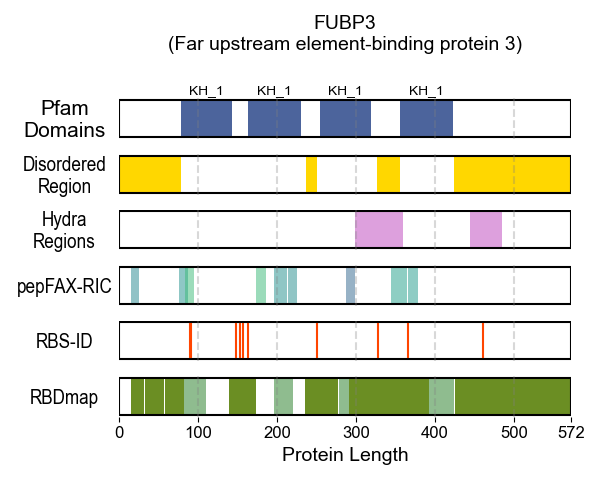 FUBP3
(Far upstream element-binding protein 3)
KH_1 KH_1 KH_1 KH_1
Pfam
Domains
Disordered
Region
Hydra
Regions
pepFAX-RIC
RBS-ID
RBDmap
0 100 200 300 400 500 572
Protein Length